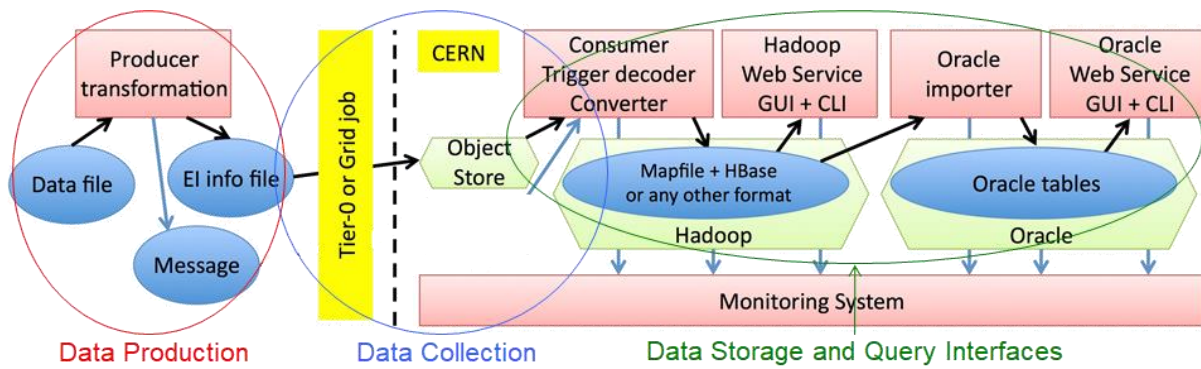 Producer
transformation
Data file
EI info file
Message
Tier-0 or Grid job
CERN
Object
Store
Consumer
Trigger decoder
Converter
Hadoop
Web Service
GUI + CLI
Oracle
importer
Oracle
Web Service
GUI + CLI
Mapfile + HBase
or any other format
Hadoop
Oracle tables
Oracle
Monitoring System
Data Production
Data Collection
Data Storage and Query Interfaces